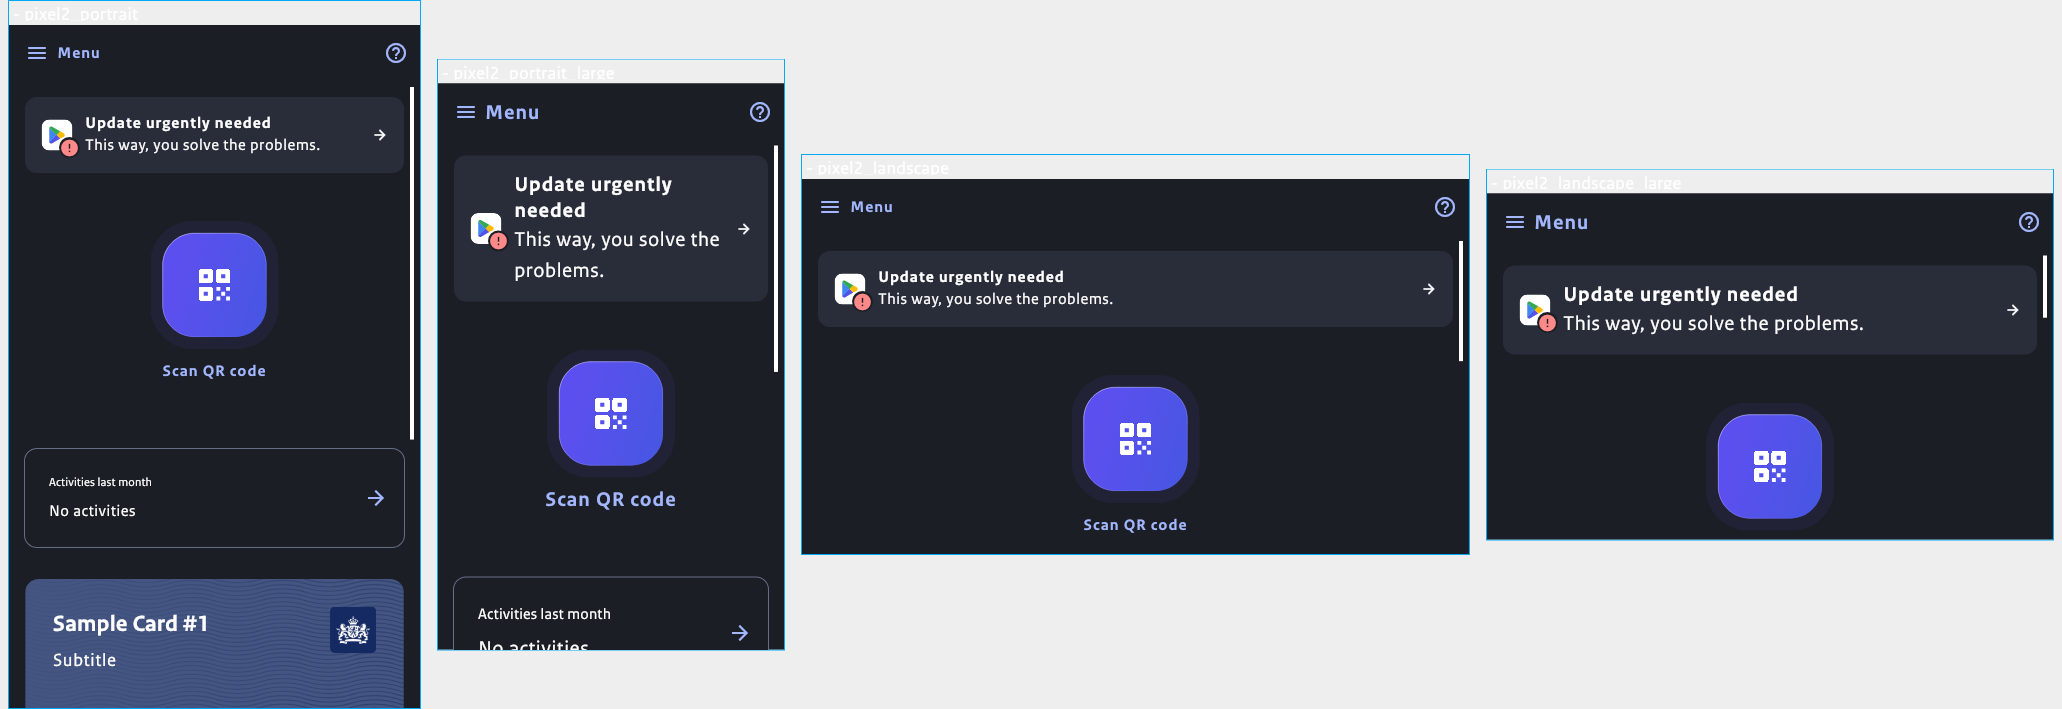 - pixel2_portrait
Menu
Update urgently needed
This way, you solve the problems.
Scan QR code
Activities last month
No activities
Sample Card #1
Subtitle
- pixel2_portrait_large
Menu
Update urgently
needed
This way, you solve the
problems.
Scan QR code
Activities last month
No activities
- pixel2_landscape
Menu
Update urgently needed
This way, you solve the problems.
Scan QR code
- pixel2_landscape_large
Menu
Update urgently needed
This way, you solve the problems.